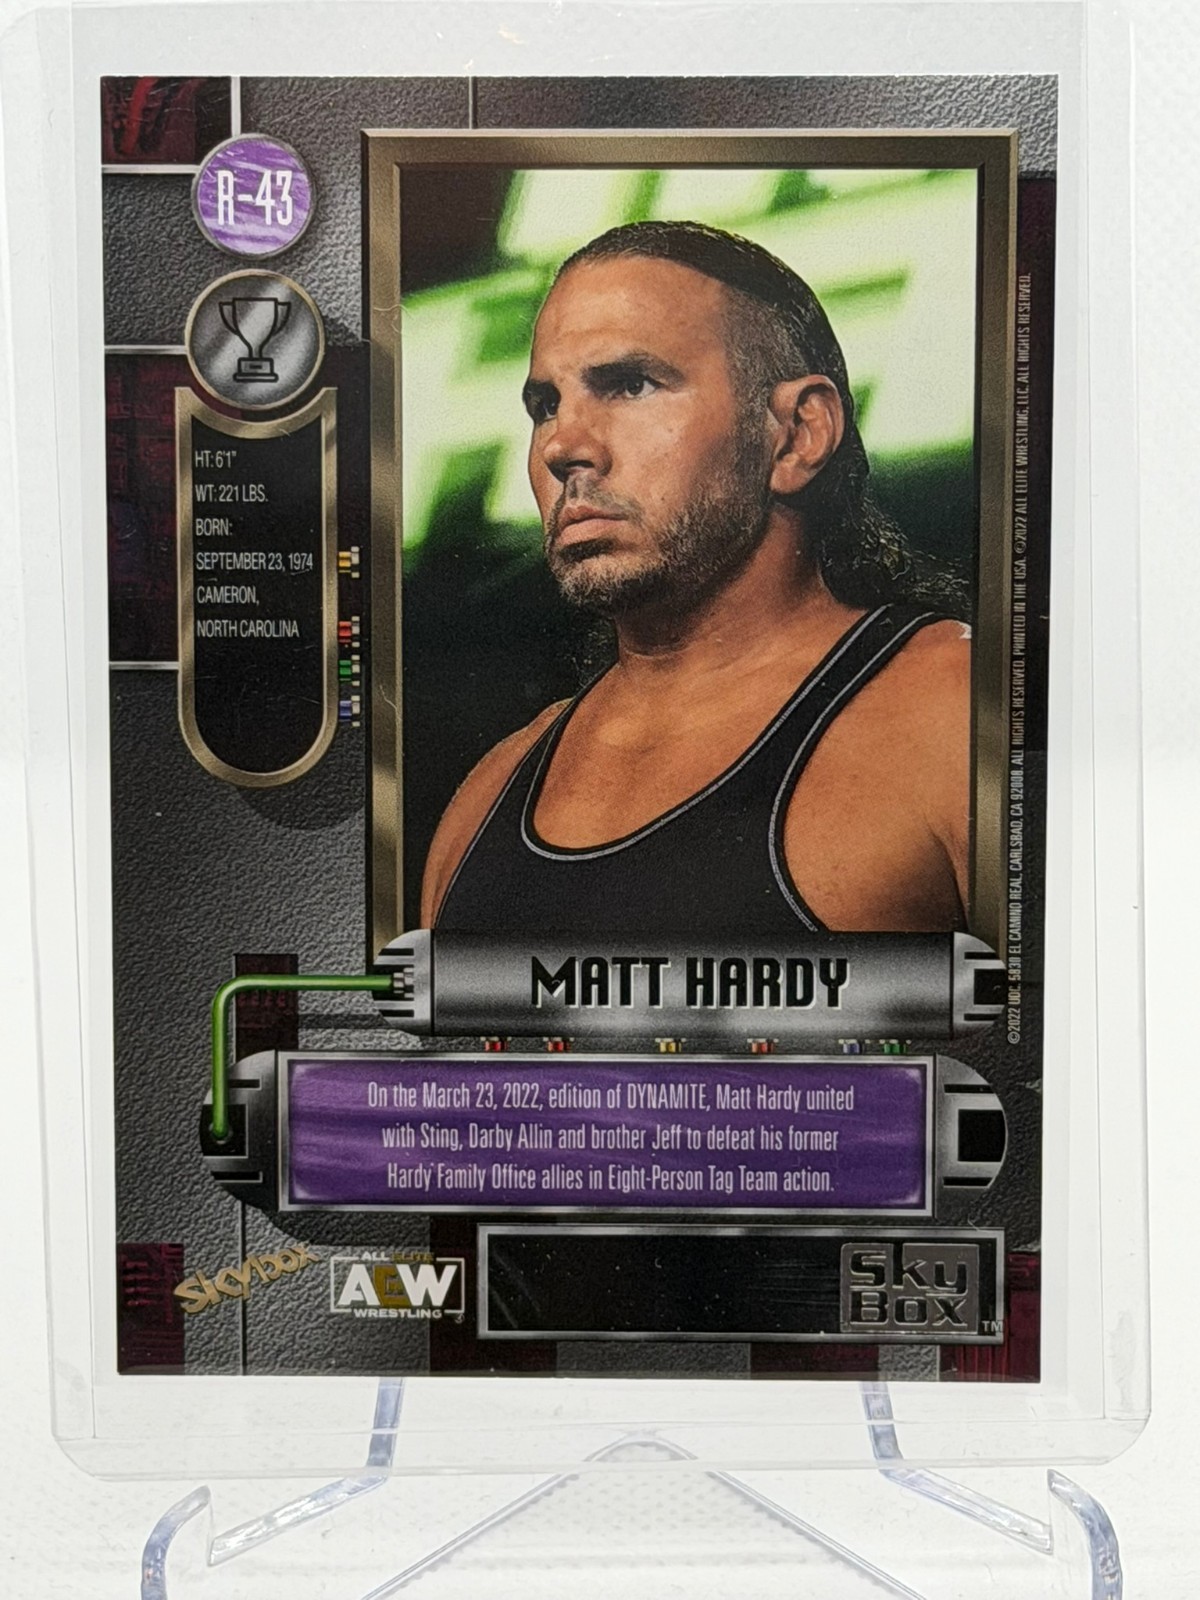 R-43
HT: 6'1"
WT: 221 LBS.
BORN:
SEPTEMBER 23, 1974
CAMERON,
NORTH CAROLINA
©2022 UDC. 5830 EL CAMINO REAL, CARLSBAD, CA 92008. ALL RIGHTS RESERVED. PRINTED IN THE USA. ©2022 ALL ELITE WRESTLING, LLC. ALL RIGHTS RESERVED.
MATT HARDY
On the March 23, 2022, edition of DYNAMITE, Matt Hardy united
with Sting, Darby Allin and brother Jeff to defeat his former
Hardy Family Office allies in Eight-Person Tag Team action.
Skybox
ALL ELITE
AEW
WRESTLING
Sky
BOX
TM